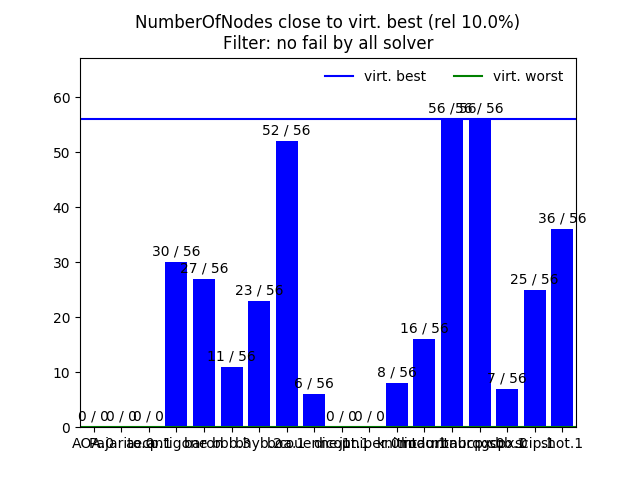 NumberOfNodes close to virt. best (rel 10.0%)
Filter: no fail by all solver
virt. best
virt. worst
60
50
40
30
20
10
0
0 / 0
0 / 0
0 / 0
30 / 56
27 / 56
11 / 56
23 / 56
52 / 56
6 / 56
0 / 0
0 / 0
8 / 56
16 / 56
56 / 56
56 / 56
7 / 56
25 / 56
36 / 56
shot.1